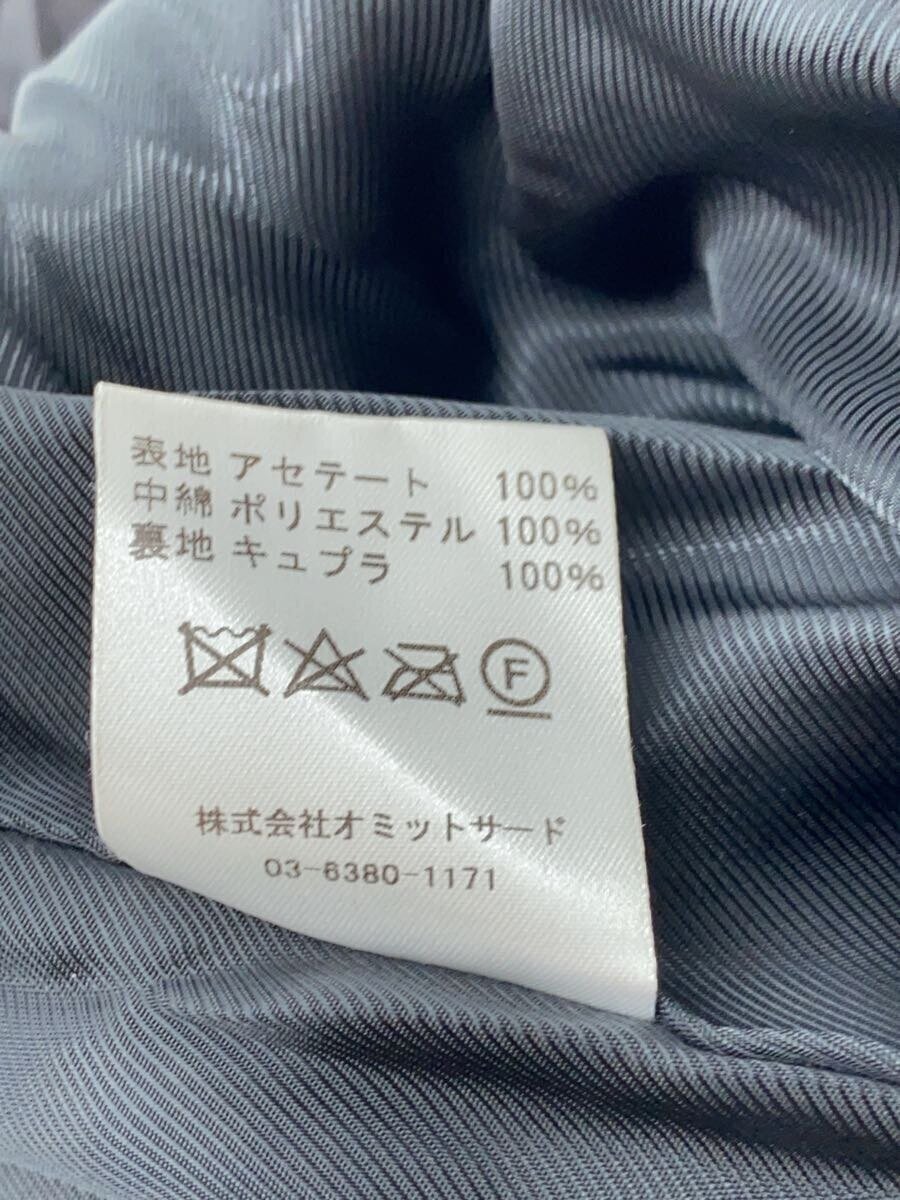 表地 アセテート 100%
中綿 ポリエステル 100%
裏地 キュプラ 100%
F
株式会社オミットサード
03-6380-1171